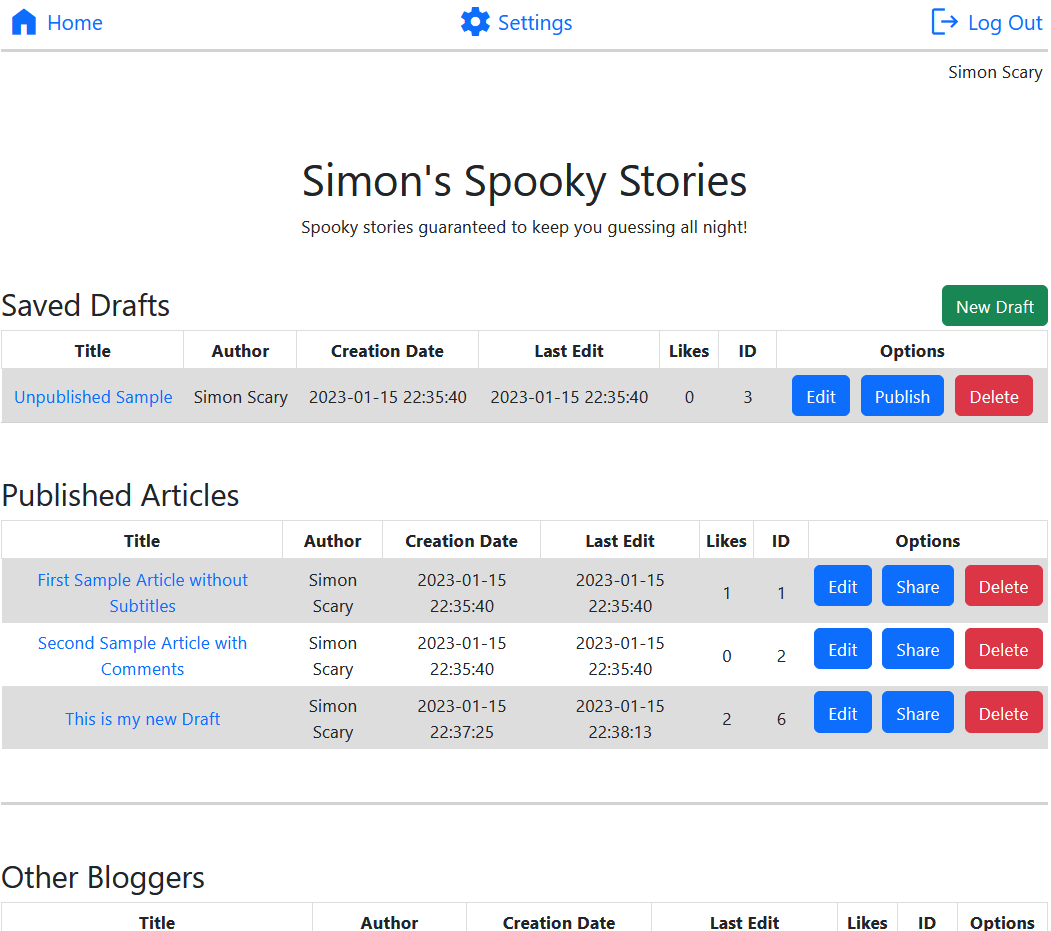 Home Settings Log Out
Simon Scary
Simon's Spooky Stories
Spooky stories guaranteed to keep you guessing all night!
Saved Drafts New Draft
Title Author Creation Date Last Edit Likes ID Options
Unpublished Sample Simon Scary 2023-01-15 22:35:40 2023-01-15 22:35:40 0 3 Edit Publish Delete
Published Articles
Title Author Creation Date Last Edit Likes ID Options
First Sample Article without Simon 2023-01-15 2023-01-15 1 1 Edit Share Delete
Subtitles Scary 22:35:40 22:35:40
Second Sample Article with Simon 2023-01-15 2023-01-15 0 2 Edit Share Delete
Comments Scary 22:35:40 22:35:40
This is my new Draft Simon 2023-01-15 2023-01-15 2 6 Edit Share Delete
Scary 22:37:25 22:38:13
Other Bloggers
Title Author Creation Date Last Edit Likes ID Options